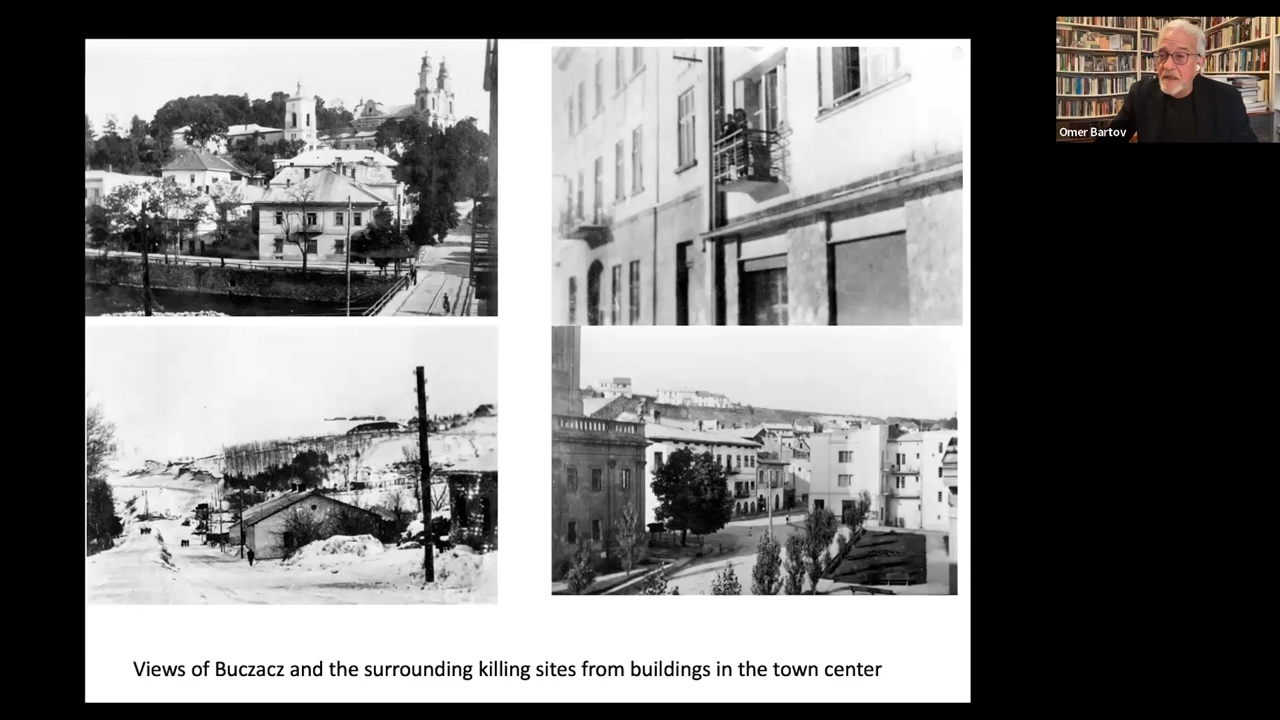 Omer Bartov
Views of Buczacz and the surrounding killing sites from buildings in the town center